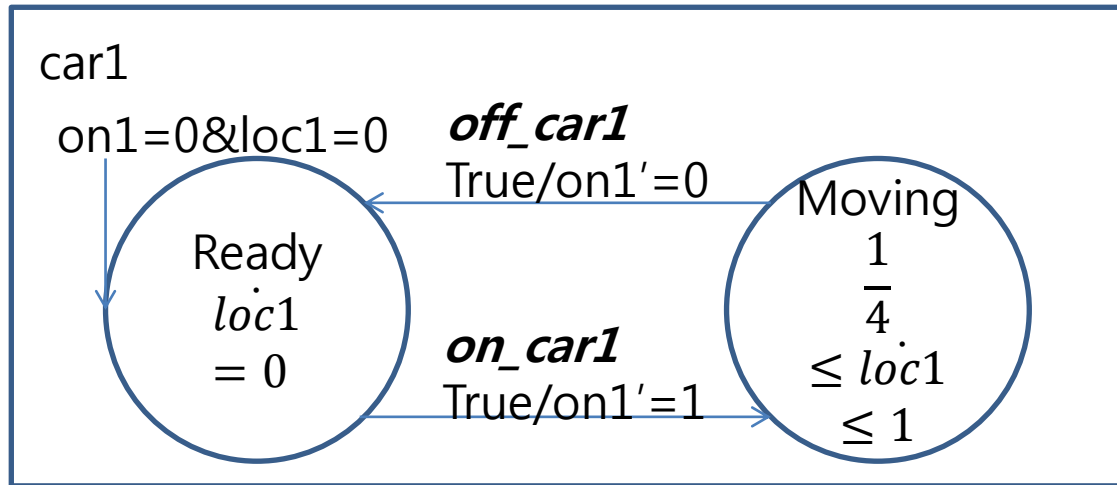 car1
on1=0&loc1=0
off_car1
True/on1’=0
Ready
𝑙𝑜𝑐̇1
= 0
on_car1
True/on1′=1
Moving
1
4
≤ 𝑙𝑜𝑐̇1
≤ 1